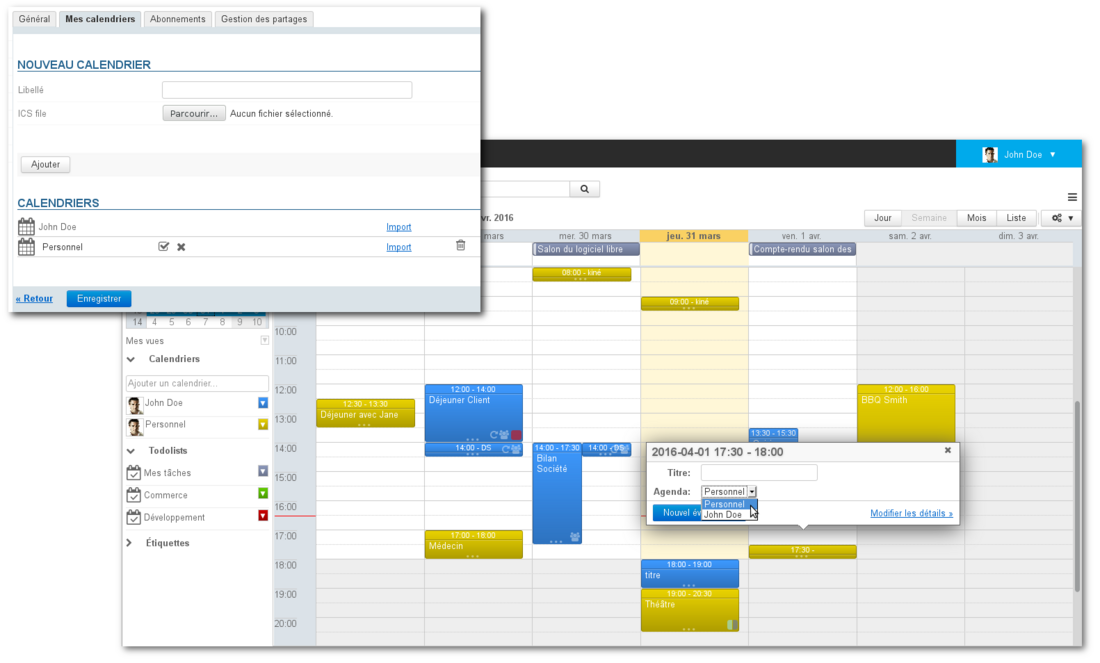 Général Mes calendriers Abonnements Gestion des partages
NOUVEAU CALENDRIER
Libellé
ICS file Parcourir... Aucun fichier sélectionné.
Ajouter
CALENDRIERS
John Doe Import
Personnel Import
« Retour Enregistrer
John Doe
vr. 2016
Jour Semaine Mois Liste
mars mer. 30 mars jeu. 31 mars ven. 1 avr. sam. 2 avr. dim. 3 avr.
Salon du logiciel libre Compte-rendu salon des
08:00 - kiné
09:00 - kiné
14 4 5 6 7 8 9 10
Mes vues
Calendriers
Ajouter un calendrier...
John Doe
Personnel
Todolists
Mes tâches
Commerce
Développement
Étiquettes
10:00
11:00
12:00
13:00
14:00
15:00
16:00
17:00
18:00
19:00
20:00
12:30 - 13:30
Déjeuner avec Jane
12:00 - 14:00
Déjeuner Client
14:00 - DS
17:00 - 18:00
Médecin
14:00 - 17:30
Bilan
Société
14:00 - DS
18:00 - 19:00
titre
19:00 - 20:30
Théâtre
13:30 - 15:30
17:30 -
12:00 - 16:00
BBQ Smith
2016-04-01 17:30 - 18:00
Titre:
Agenda: Personnel
Personnel
John Doe
Nouvel év
Modifier les détails »